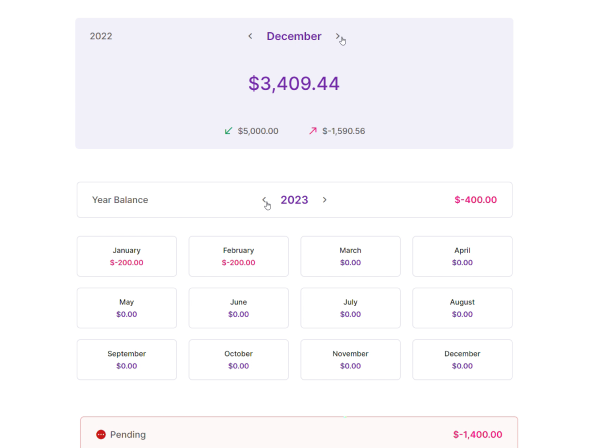 2022
December
$3,409.44
$5,000.00 $-1,590.56
Year Balance 2023 $-400.00
January February March April
$-200.00 $-200.00 $0.00 $0.00
May June July August
$0.00 $0.00 $0.00 $0.00
September October November December
$0.00 $0.00 $0.00 $0.00
Pending $-1,400.00